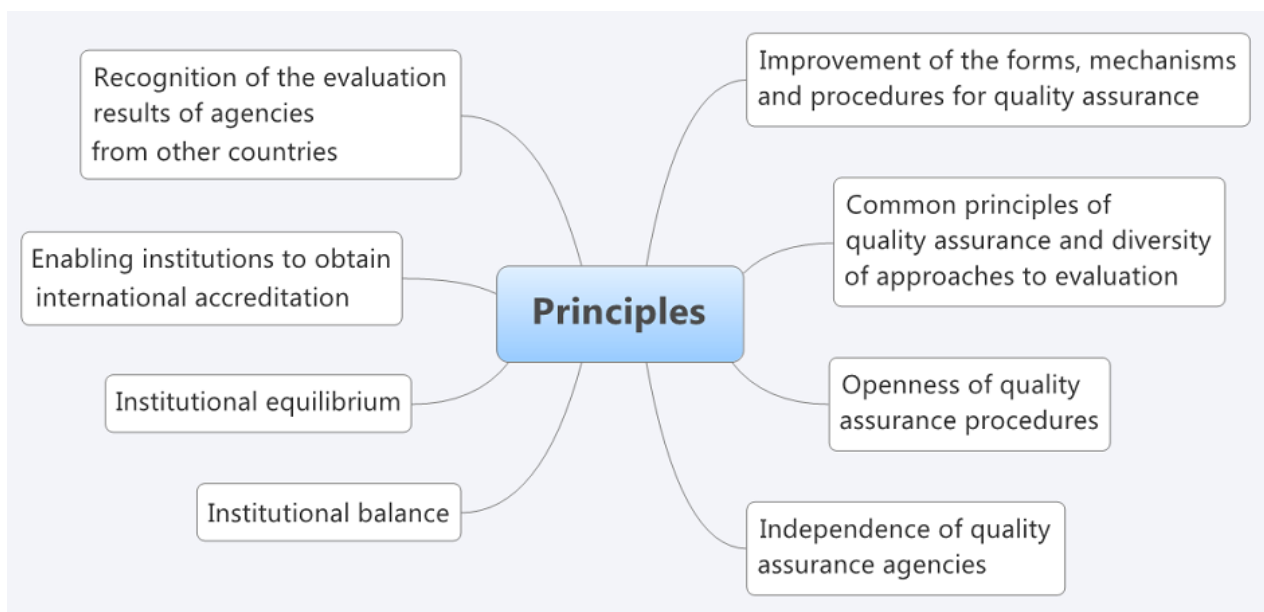 Recognition of the evaluation
results of agencies
from other countries
Enabling institutions to obtain
international accreditation
Institutional equilibrium
Institutional balance
Principles
Improvement of the forms, mechanisms
and procedures for quality assurance
Common principles of
quality assurance and diversity
of approaches to evaluation
Openness of quality
assurance procedures
Independence of quality
assurance agencies